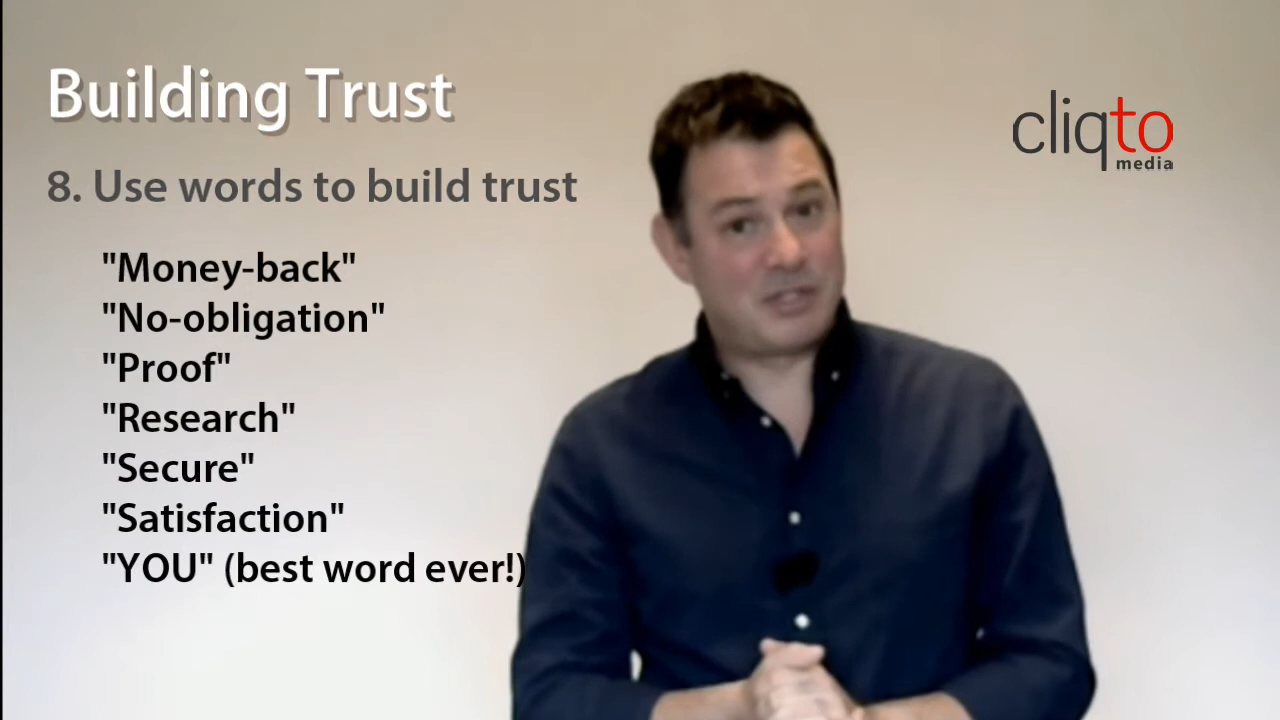 Building Trust
8. Use words to build trust
"Money-back"
"No-obligation"
"Proof"
"Research"
"Secure"
"Satisfaction"
"YOU" (best word ever!)
cliqto
media